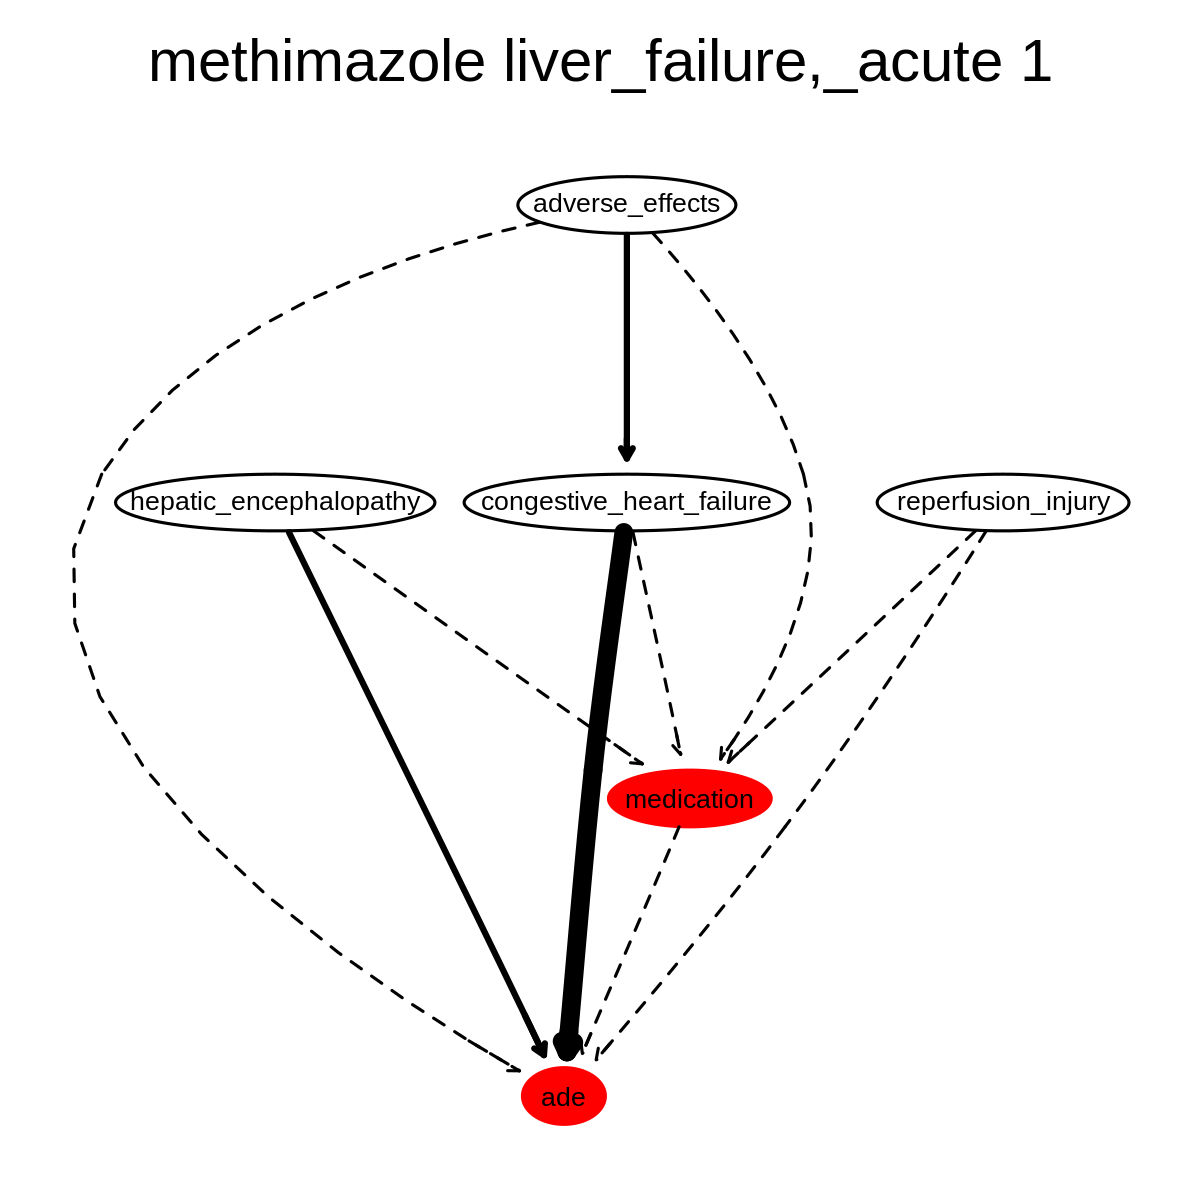 methimazole liver_failure,_acute 1
adverse_effects
hepatic_encephalopathy
congestive_heart_failure
reperfusion_injury
medication
ade